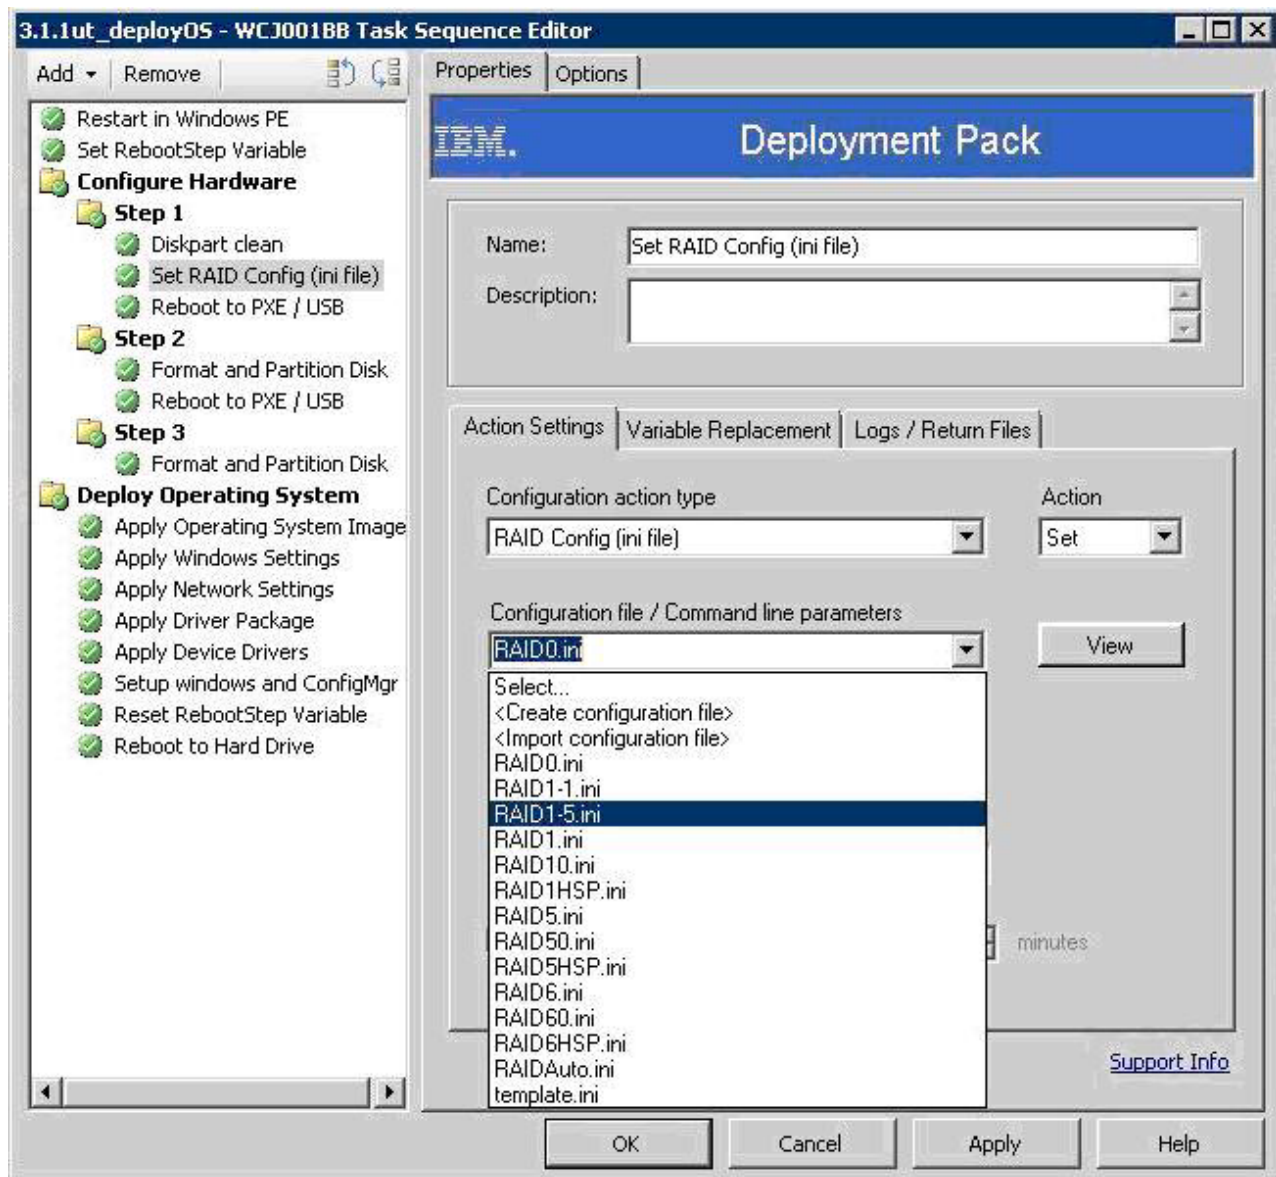 3.1.1ut_deployOS - WCJ001BB Task Sequence Editor
Add
Remove
Restart in Windows PE
Set RebootStep Variable
Configure Hardware
Step 1
Diskpart clean
Set RAID Config (ini file)
Reboot to PXE / USB
Step 2
Format and Partition Disk
Reboot to PXE / USB
Step 3
Format and Partition Disk
Deploy Operating System
Apply Operating System Image
Apply Windows Settings
Apply Network Settings
Apply Driver Package
Apply Device Drivers
Setup windows and ConfigMgr
Reset RebootStep Variable
Reboot to Hard Drive
Properties
Options
IBM.
Deployment Pack
Name:
Set RAID Config (ini file)
Description:
Action Settings
Variable Replacement
Logs / Return Files
Configuration action type
Action
RAID Config (ini file)
Set
Configuration file / Command line parameters
RAID0.ini
View
Select...
<Create configuration file>
<Import configuration file>
RAID0.ini
RAID1-1.ini
RAID1-5.ini
RAID1.ini
RAID10.ini
RAID1HSP.ini
RAID5.ini
RAID50.ini
RAID5HSP.ini
RAID6.ini
RAID60.ini
RAID6HSP.ini
RAIDAuto.ini
template.ini
minutes
Support Info
OK
Cancel
Apply
Help